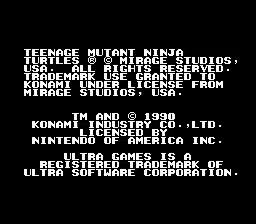 TEENAGE MUTANT NINJA
TURTLES ® © MIRAGE STUDIOS,
USA. ALL RIGHTS RESERVED.
TRADEMARK USE GRANTED TO
KONAMI UNDER LICENSE FROM
MIRAGE STUDIOS, USA.
TM AND © 1990
KONAMI INDUSTRY CO.,LTD.
LICENSED BY
NINTENDO OF AMERICA INC.
ULTRA GAMES IS A
REGISTERED TRADEMARK OF
ULTRA SOFTWARE CORPORATION.